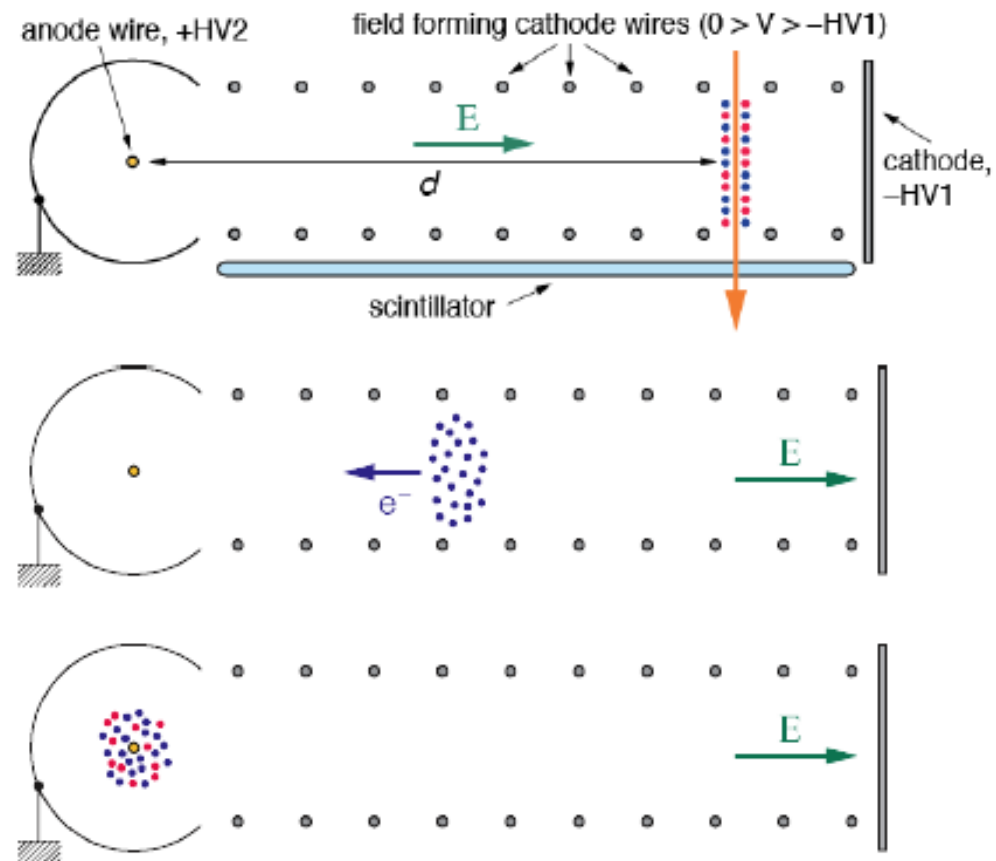 anode wire, +HV2
field forming cathode wires (0 > V > –HV1)
E
d
cathode,
–HV1
scintillator
E
e⁻
E